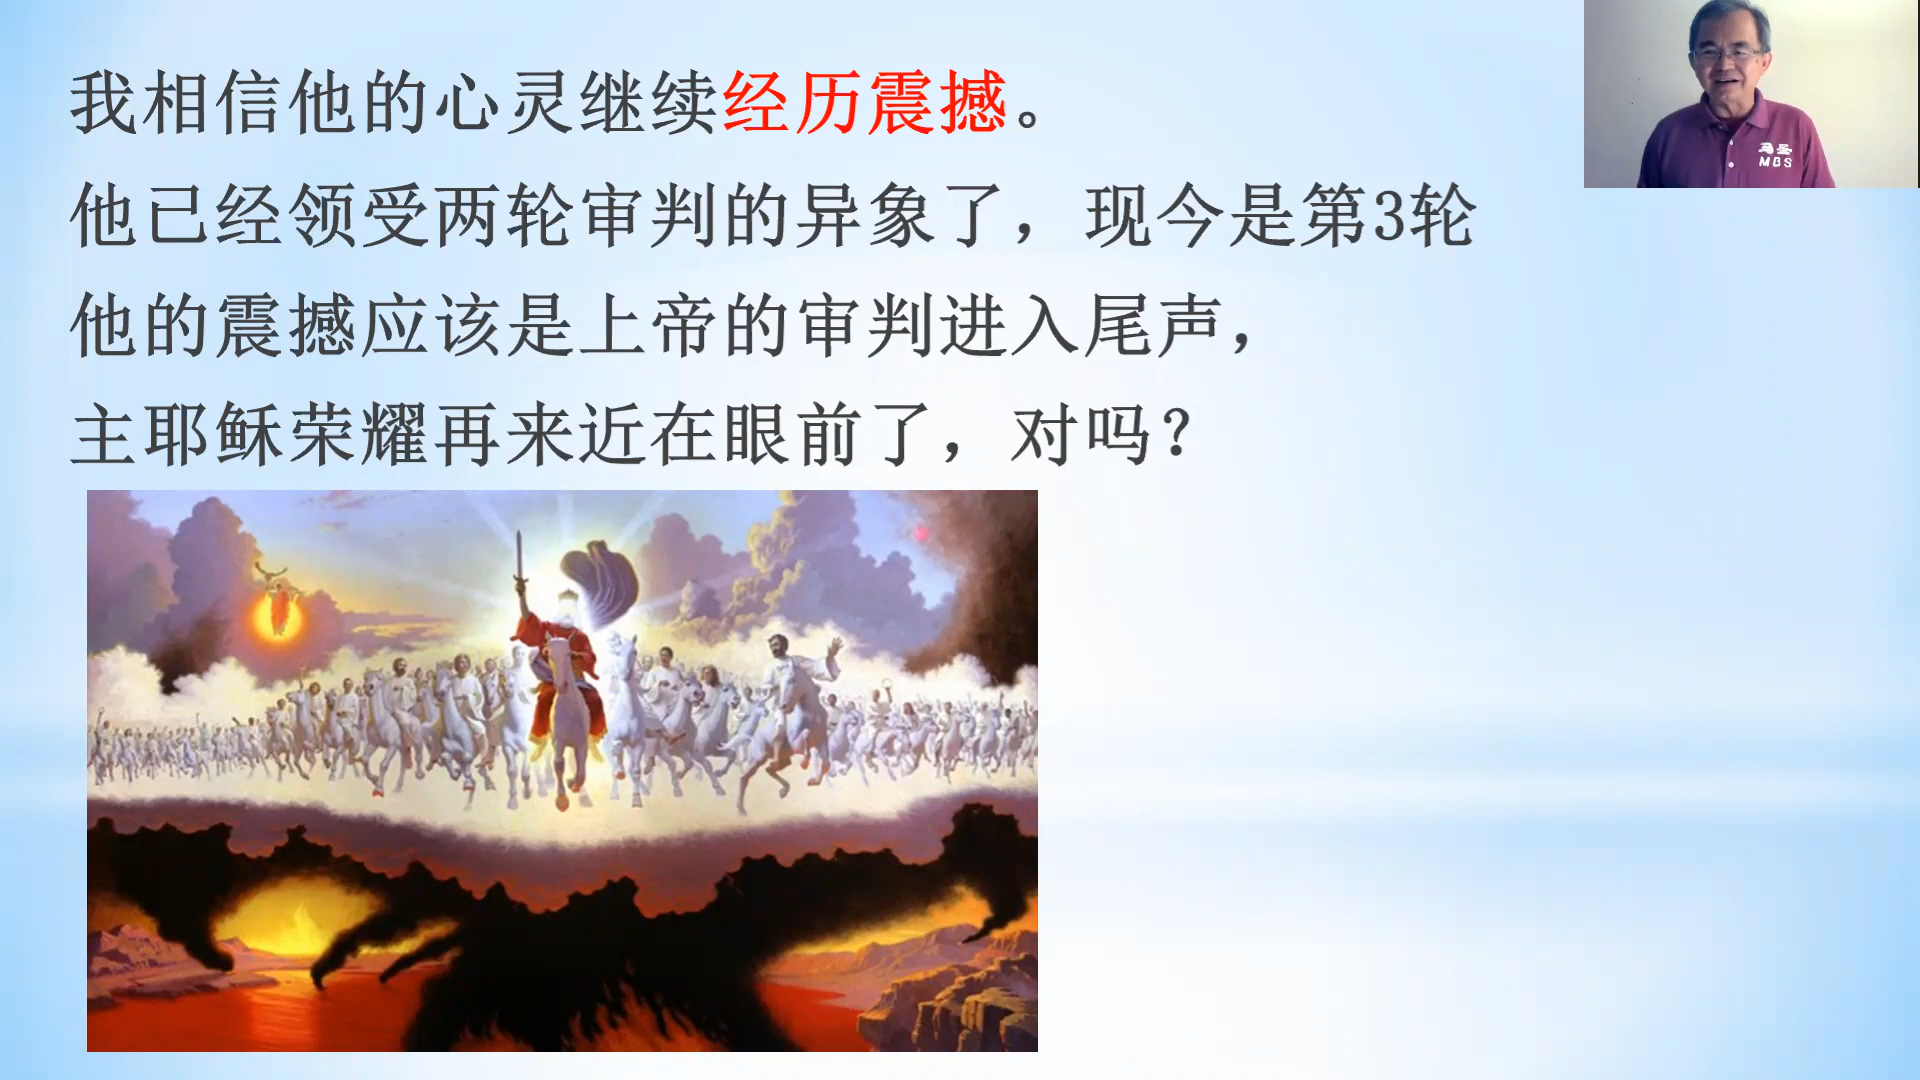 我相信他的心灵继续经历震撼。
他已经领受两轮审判的异象了，现今是第3轮
他的震撼应该是上帝的审判进入尾声，
主耶稣荣耀再来近在眼前了，对吗？
马圣
MBS